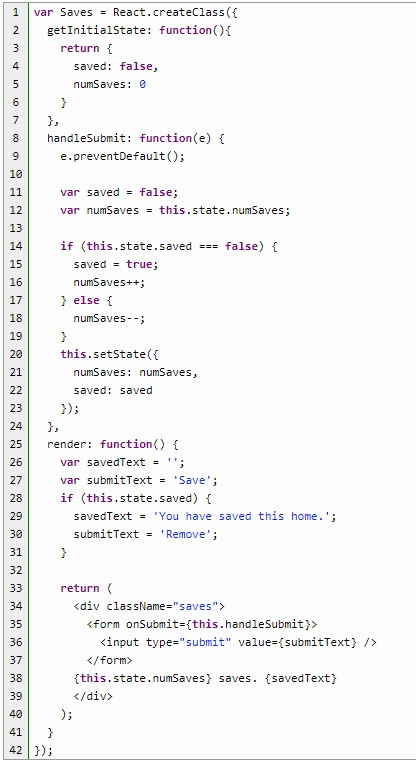 1 var Saves = React.createClass({
2   getInitialState: function(){
3     return {
4       saved: false,
5       numSaves: 0
6     }
7   },
8   handleSubmit: function(e) {
9     e.preventDefault();
10
11     var saved = false;
12     var numSaves = this.state.numSaves;
13
14     if (this.state.saved === false) {
15       saved = true;
16       numSaves++;
17     } else {
18       numSaves--;
19     }
20     this.setState({
21       numSaves: numSaves,
22       saved: saved
23     });
24   },
25   render: function() {
26     var savedText = '';
27     var submitText = 'Save';
28     if (this.state.saved) {
29       savedText = 'You have saved this home.';
30       submitText = 'Remove';
31     }
32
33     return (
34       <div className="saves">
35         <form onSubmit={this.handleSubmit}>
36           <input type="submit" value={submitText} />
37         </form>
38       {this.state.numSaves} saves. {savedText}
39       </div>
40     );
41   }
42 });